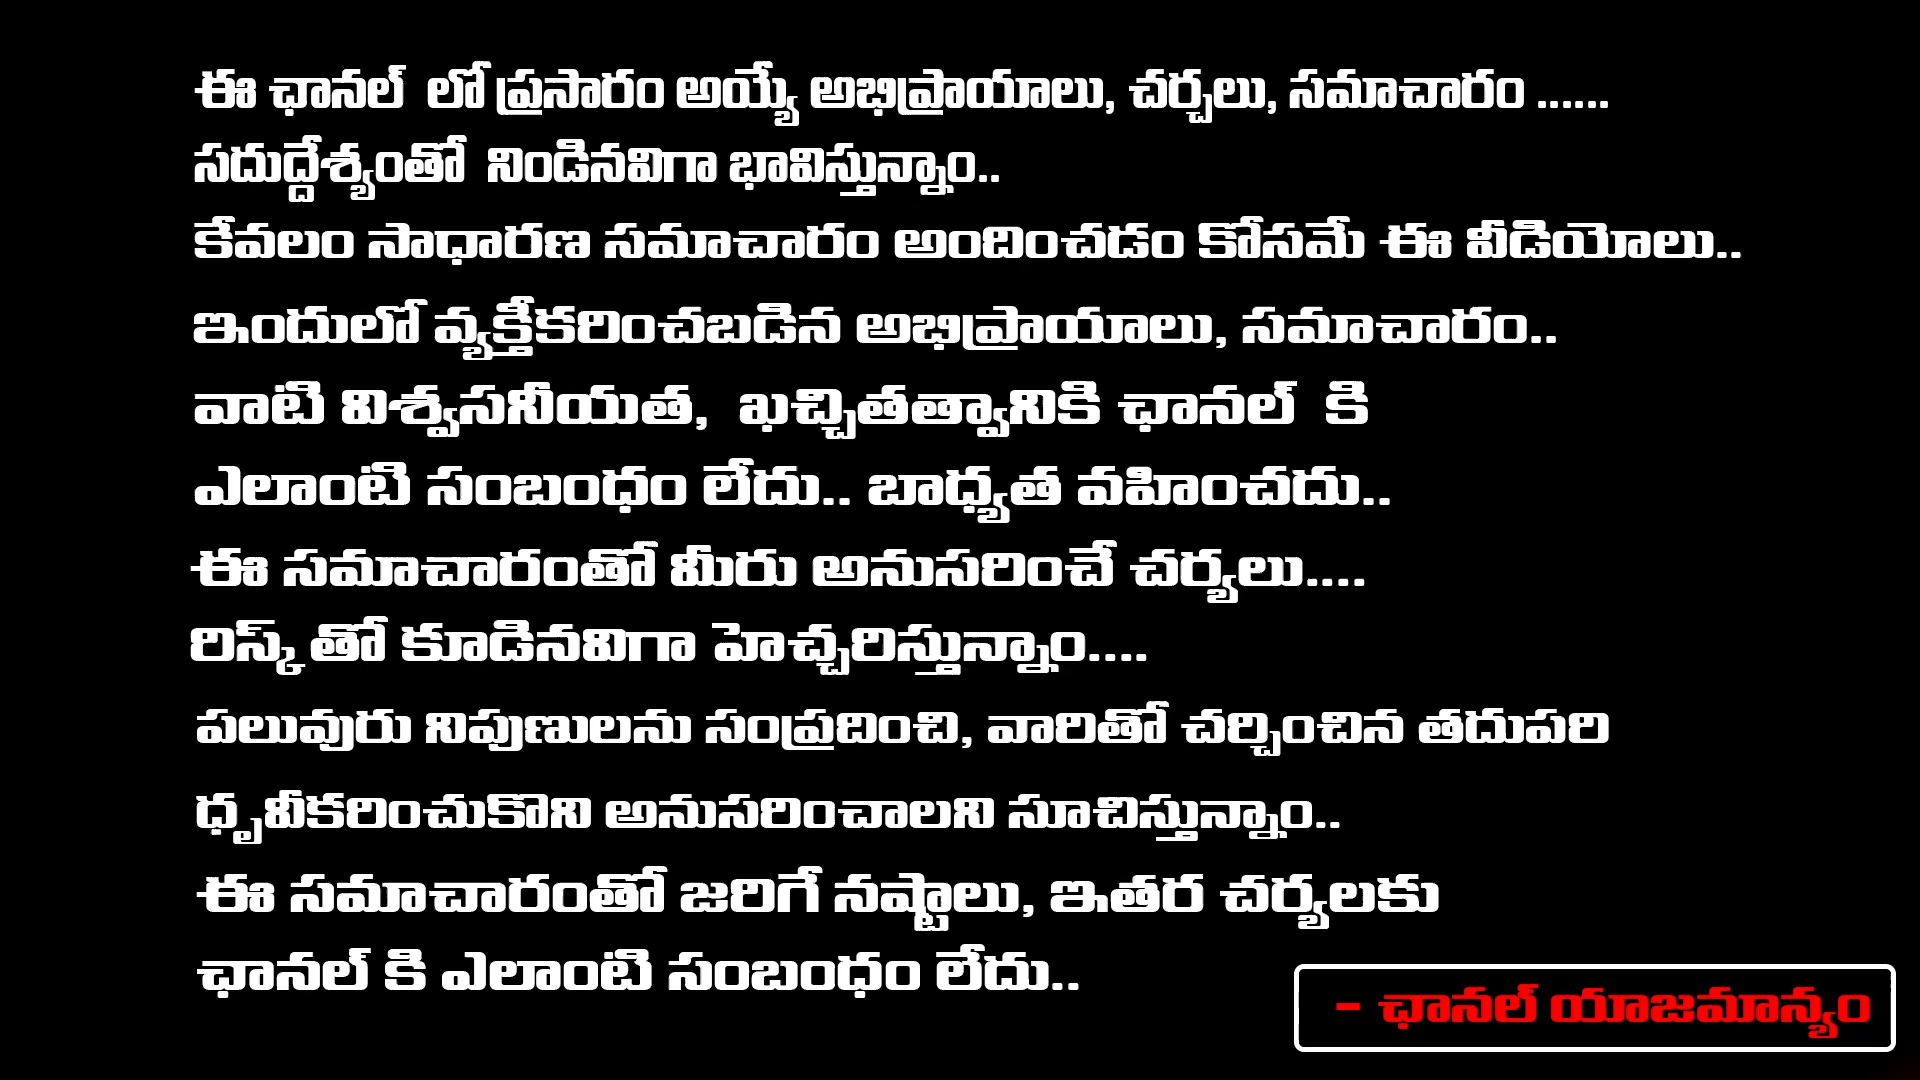 ఈ ఛానల్ లో ప్రసారం అయ్యే అభిప్రాయాలు, చర్చలు, సమాచారం ......
సదుద్దేశ్యంతో నిండినవిగా భావిస్తున్నాం..
కేవలం సాధారణ సమాచారం అందించడం కోసమే ఈ వీడియోలు..
ఇందులో వ్యక్తీకరించబడిన అభిప్రాయాలు, సమాచారం..
వాటి విశ్వసనీయత, ఖచ్చితత్వానికి ఛానల్ కి
ఎలాంటి సంబంధం లేదు.. బాధ్యత వహించదు..
ఈ సమాచారంతో మీరు అనుసరించే చర్యలు....
రిస్క్ తో కూడినవిగా హెచ్చరిస్తున్నాం....
పలువురు నిపుణులను సంప్రదించి, వారితో చర్చించిన తదుపరి
ధృవీకరించుకొని అనుసరించాలని సూచిస్తున్నాం..
ఈ సమాచారంతో జరిగే నష్టాలు, ఇతర చర్యలకు
ఛానల్ కి ఎలాంటి సంబంధం లేదు..
- ఛానల్ యాజమాన్యం